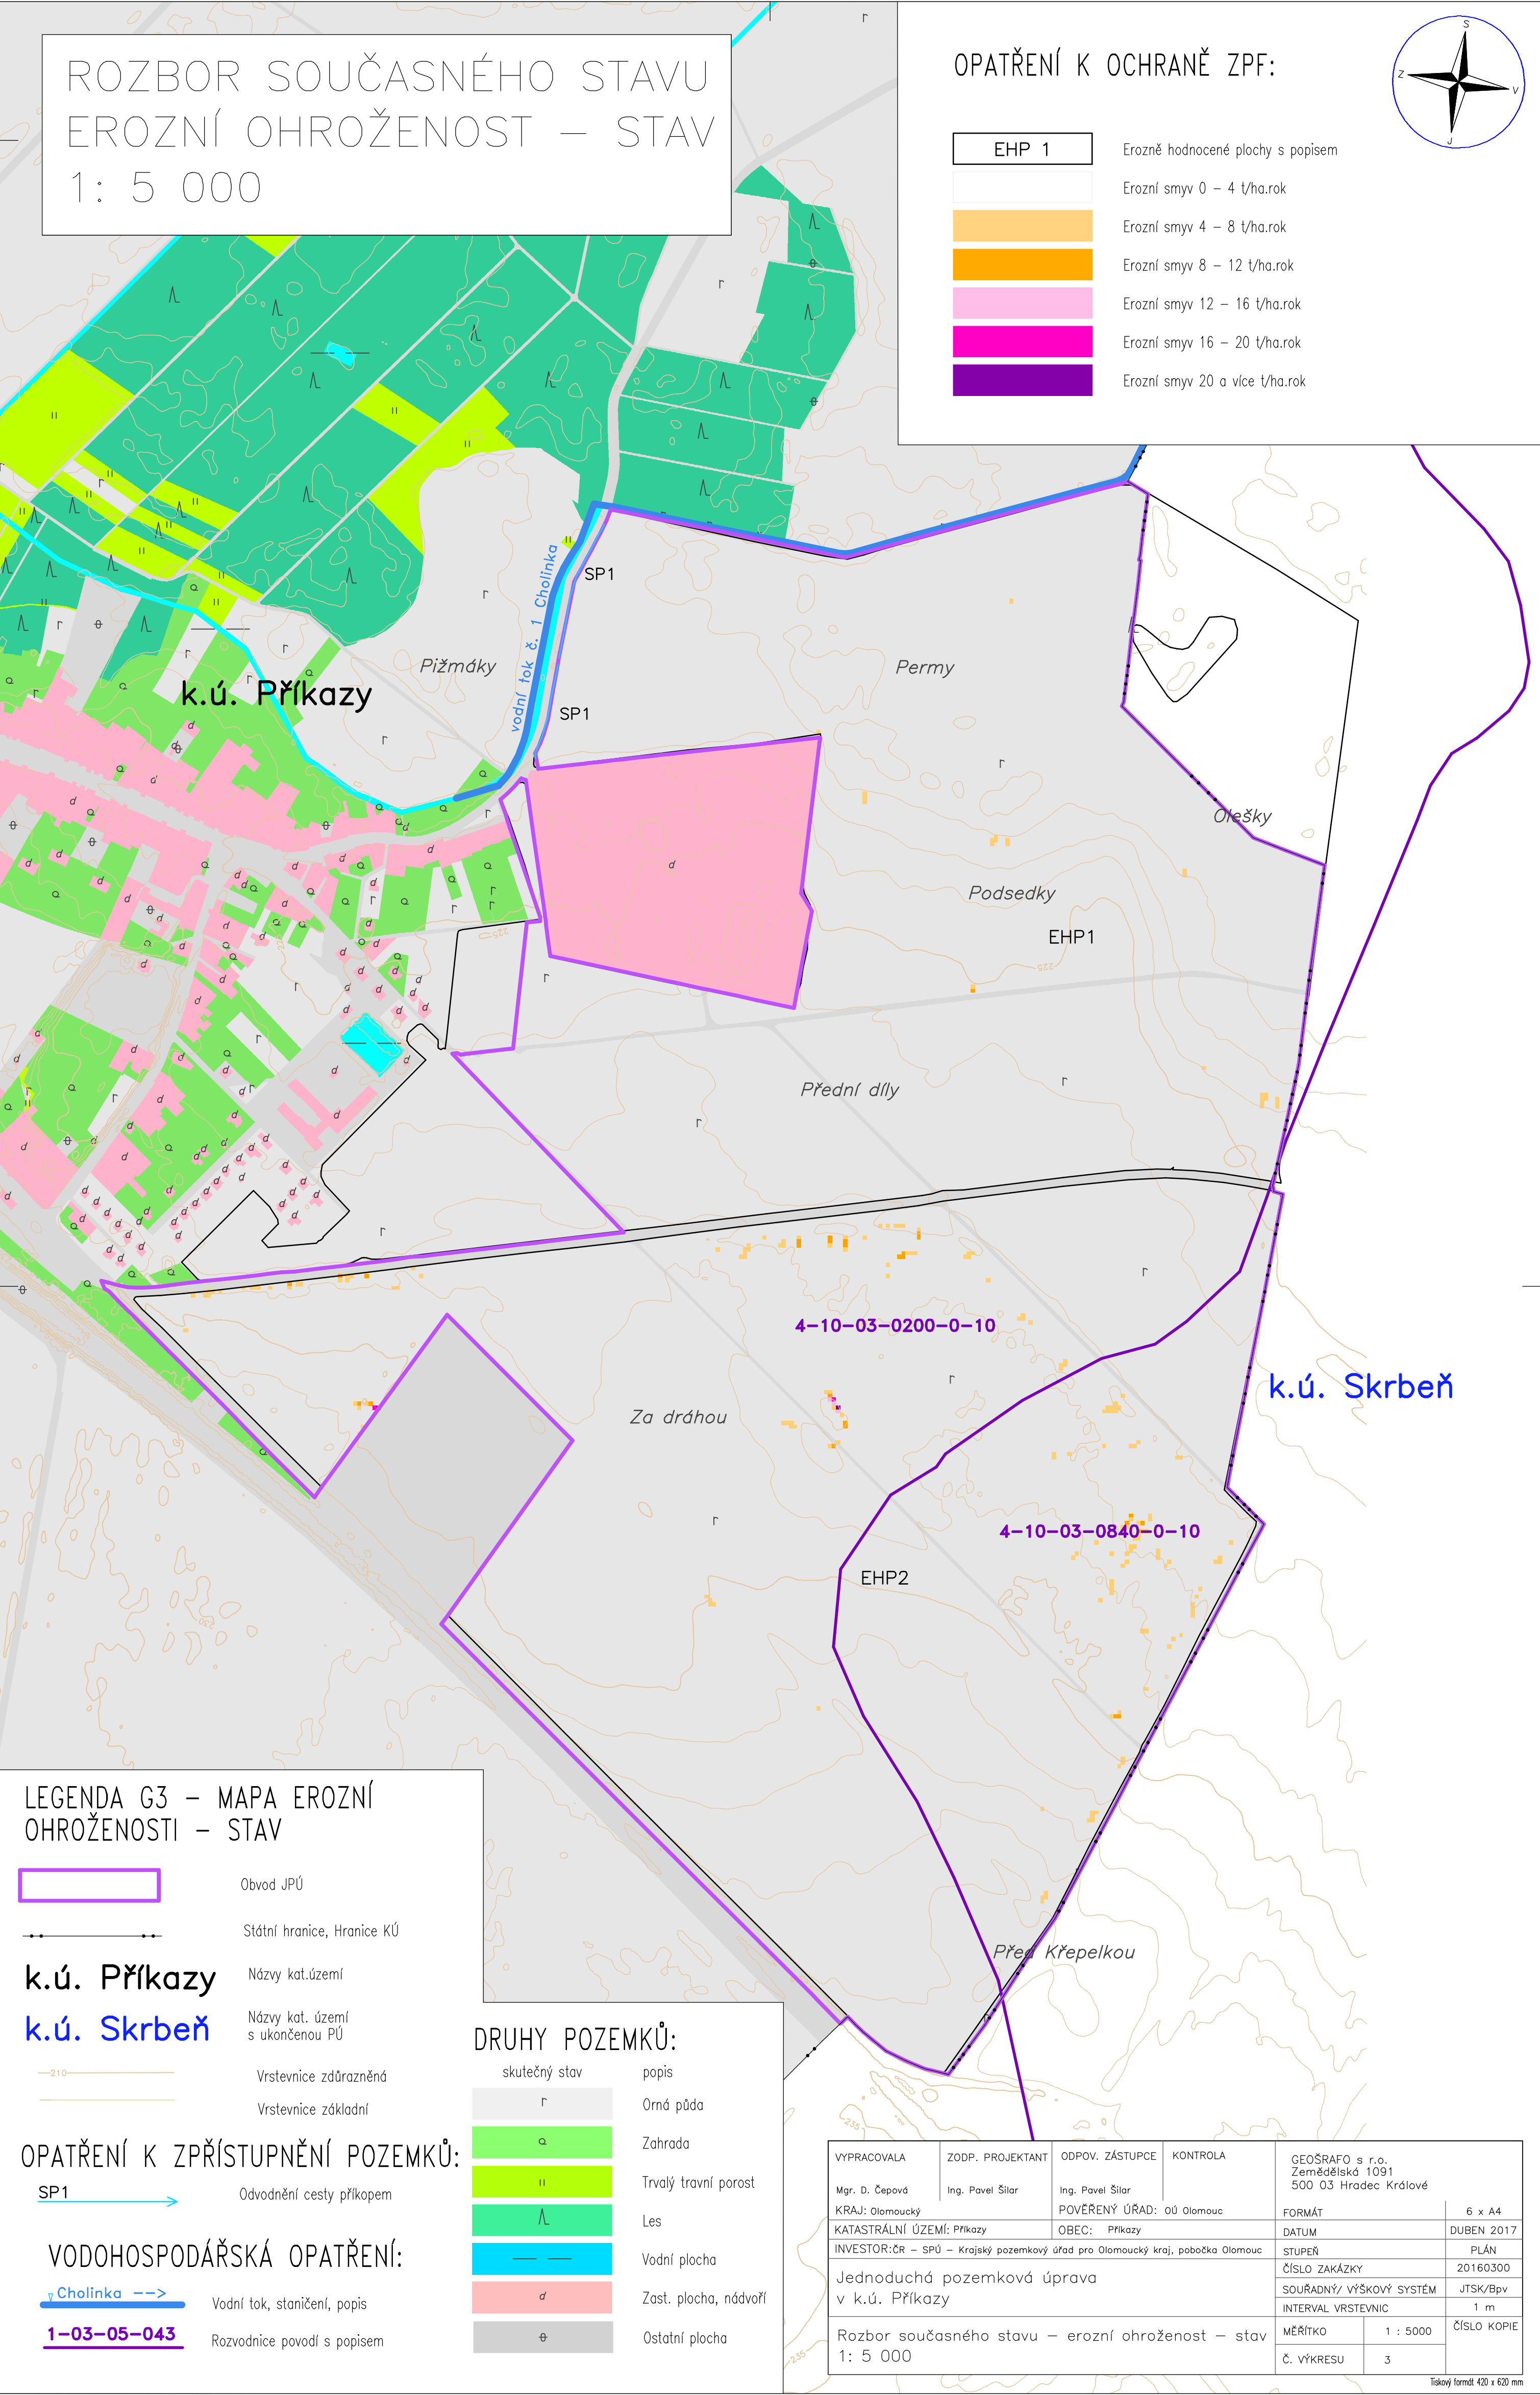 ROZBOR SOUČASNÉHO STAVU
EROZNÍ OHROŽENOST – STAV
1: 5 000
OPATŘENÍ K OCHRANĚ ZPF:
S
Z
V
J
EHP 1
Erozně hodnocené plochy s popisem
Erozní smyv 0 – 4 t/ha.rok
Erozní smyv 4 – 8 t/ha.rok
Erozní smyv 8 – 12 t/ha.rok
Erozní smyv 12 – 16 t/ha.rok
Erozní smyv 16 – 20 t/ha.rok
Erozní smyv 20 a více t/ha.rok
SP1
vodní tok č. 1 Cholinka
Pižmáky
Permy
k.ú. Příkazy
SP1
Olešky
Podsedky
EHP1
225
225
Přední díly
4-10-03-0200-0-10
k.ú. Skrbeň
Za dráhou
4-10-03-0840-0-10
EHP2
Před Křepelkou
235
235
LEGENDA G3 – MAPA EROZNÍ
OHROŽENOSTI – STAV
Obvod JPÚ
Státní hranice, Hranice KÚ
k.ú. Příkazy
Názvy kat.území
k.ú. Skrbeň
Názvy kat. území
s ukončenou PÚ
210
Vrstevnice zdůrazněná
Vrstevnice základní
OPATŘENÍ K ZPŘÍSTUPNĚNÍ POZEMKŮ:
SP1
Odvodnění cesty příkopem
VODOHOSPODÁŘSKÁ OPATŘENÍ:
Cholinka -->
Vodní tok, staničení, popis
1-03-05-043
Rozvodnice povodí s popisem
DRUHY POZEMKŮ:
skutečný stav
popis
Orná půda
Zahrada
Trvalý travní porost
Les
Vodní plocha
d
Zast. plocha, nádvoří
Ostatní plocha
VYPRACOVALA
ZODP. PROJEKTANT
ODPOV. ZÁSTUPCE
KONTROLA
Mgr. D. Čepová
Ing. Pavel Šilar
Ing. Pavel Šilar
GEOŠRAFO s r.o.
Zemědělská 1091
500 03 Hradec Králové
KRAJ: Olomoucký
POVĚŘENÝ ÚŘAD: OÚ Olomouc
KATASTRÁLNÍ ÚZEMÍ: Příkazy
OBEC: Příkazy
INVESTOR:ČR – SPÚ – Krajský pozemkový úřad pro Olomoucký kraj, pobočka Olomouc
Jednoduchá pozemková úprava
v k.ú. Příkazy
Rozbor současného stavu – erozní ohroženost – stav
1: 5 000
FORMÁT
6 x A4
DATUM
DUBEN 2017
STUPEŇ
PLÁN
ČÍSLO ZAKÁZKY
20160300
SOUŘADNÝ/ VÝŠKOVÝ SYSTÉM
JTSK/Bpv
INTERVAL VRSTEVNIC
1 m
MĚŘÍTKO
1 : 5000
ČÍSLO KOPIE
Č. VÝKRESU
3
Tiskový formát 420 x 620 mm